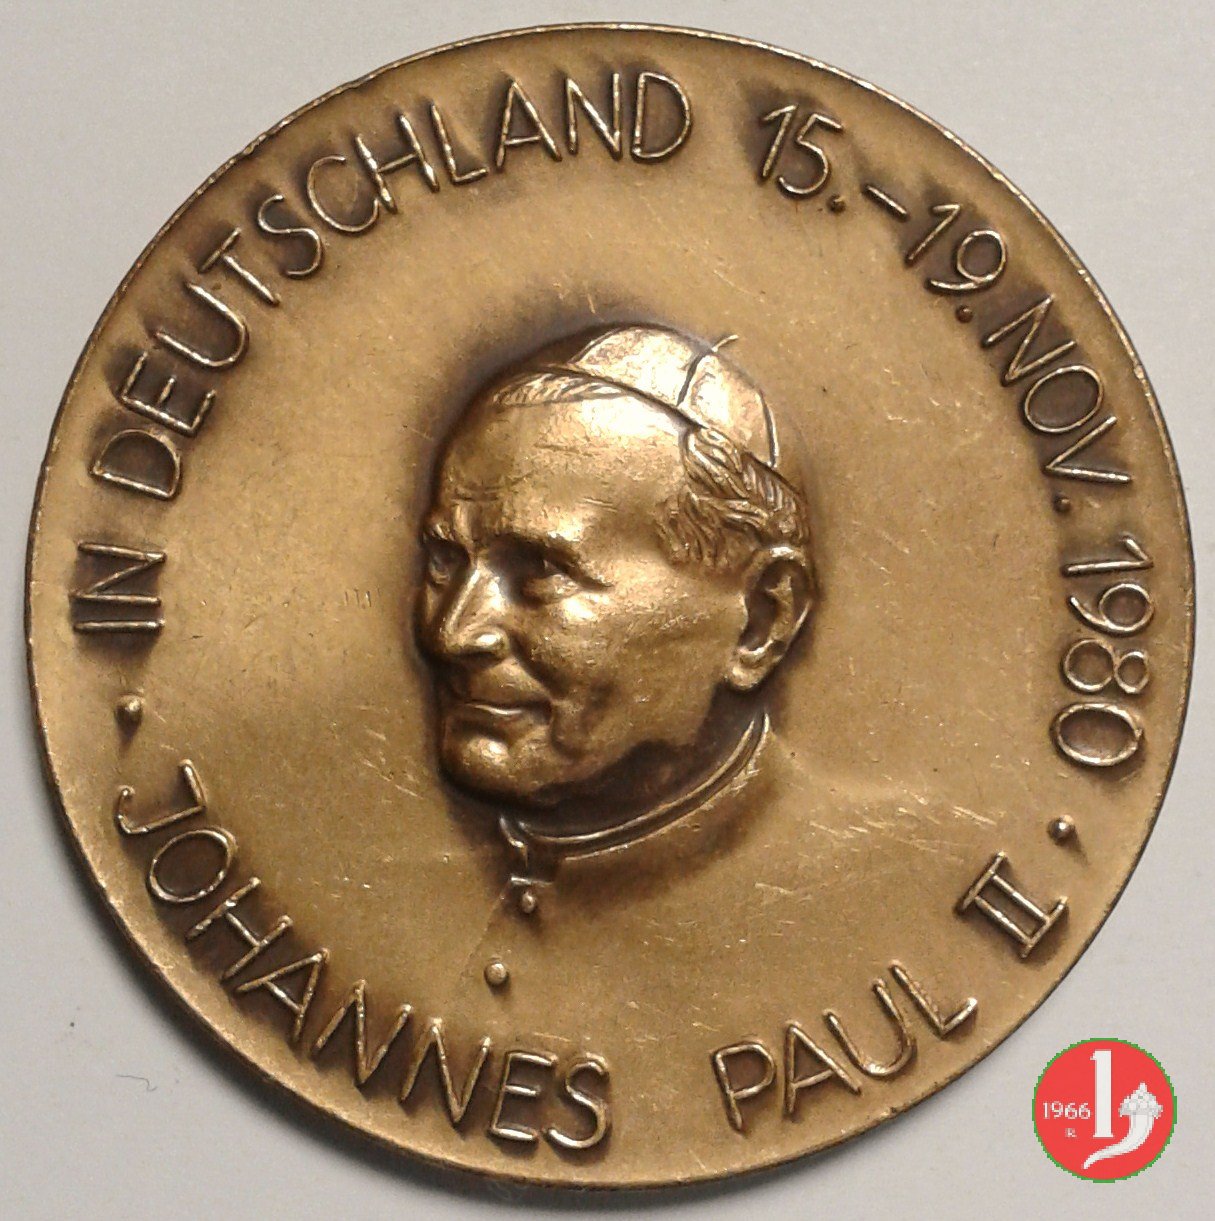 IN DEUTSCHLAND 15.–19. NOV. 1980
JOHANNES PAUL II
1966
R